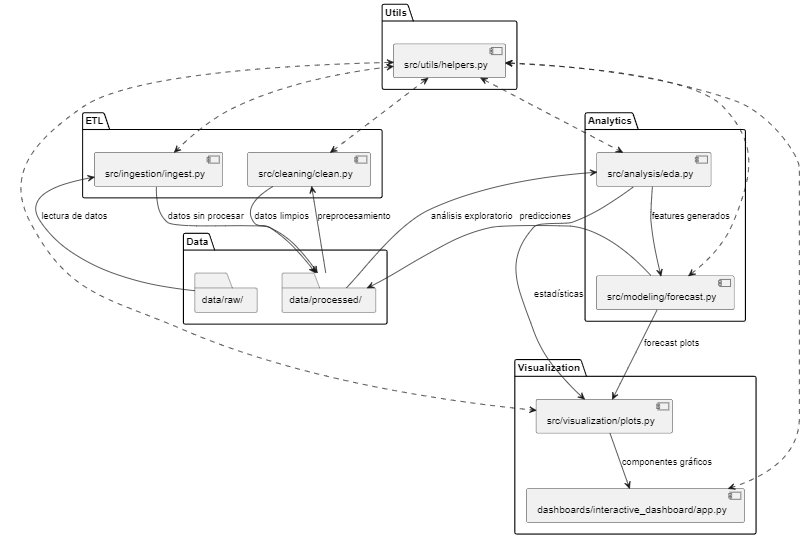 Utils
src/utils/helpers.py
ETL
Analytics
src/ingestion/ingest.py
src/cleaning/clean.py
src/analysis/eda.py
lectura de datos
datos sin procesar
datos limpios
preprocesamiento
análisis exploratorio
predicciones
features generados
Data
data/raw/
data/processed/
estadísticas
src/modeling/forecast.py
forecast plots
Visualization
src/visualization/plots.py
componentes gráficos
dashboards/interactive_dashboard/app.py